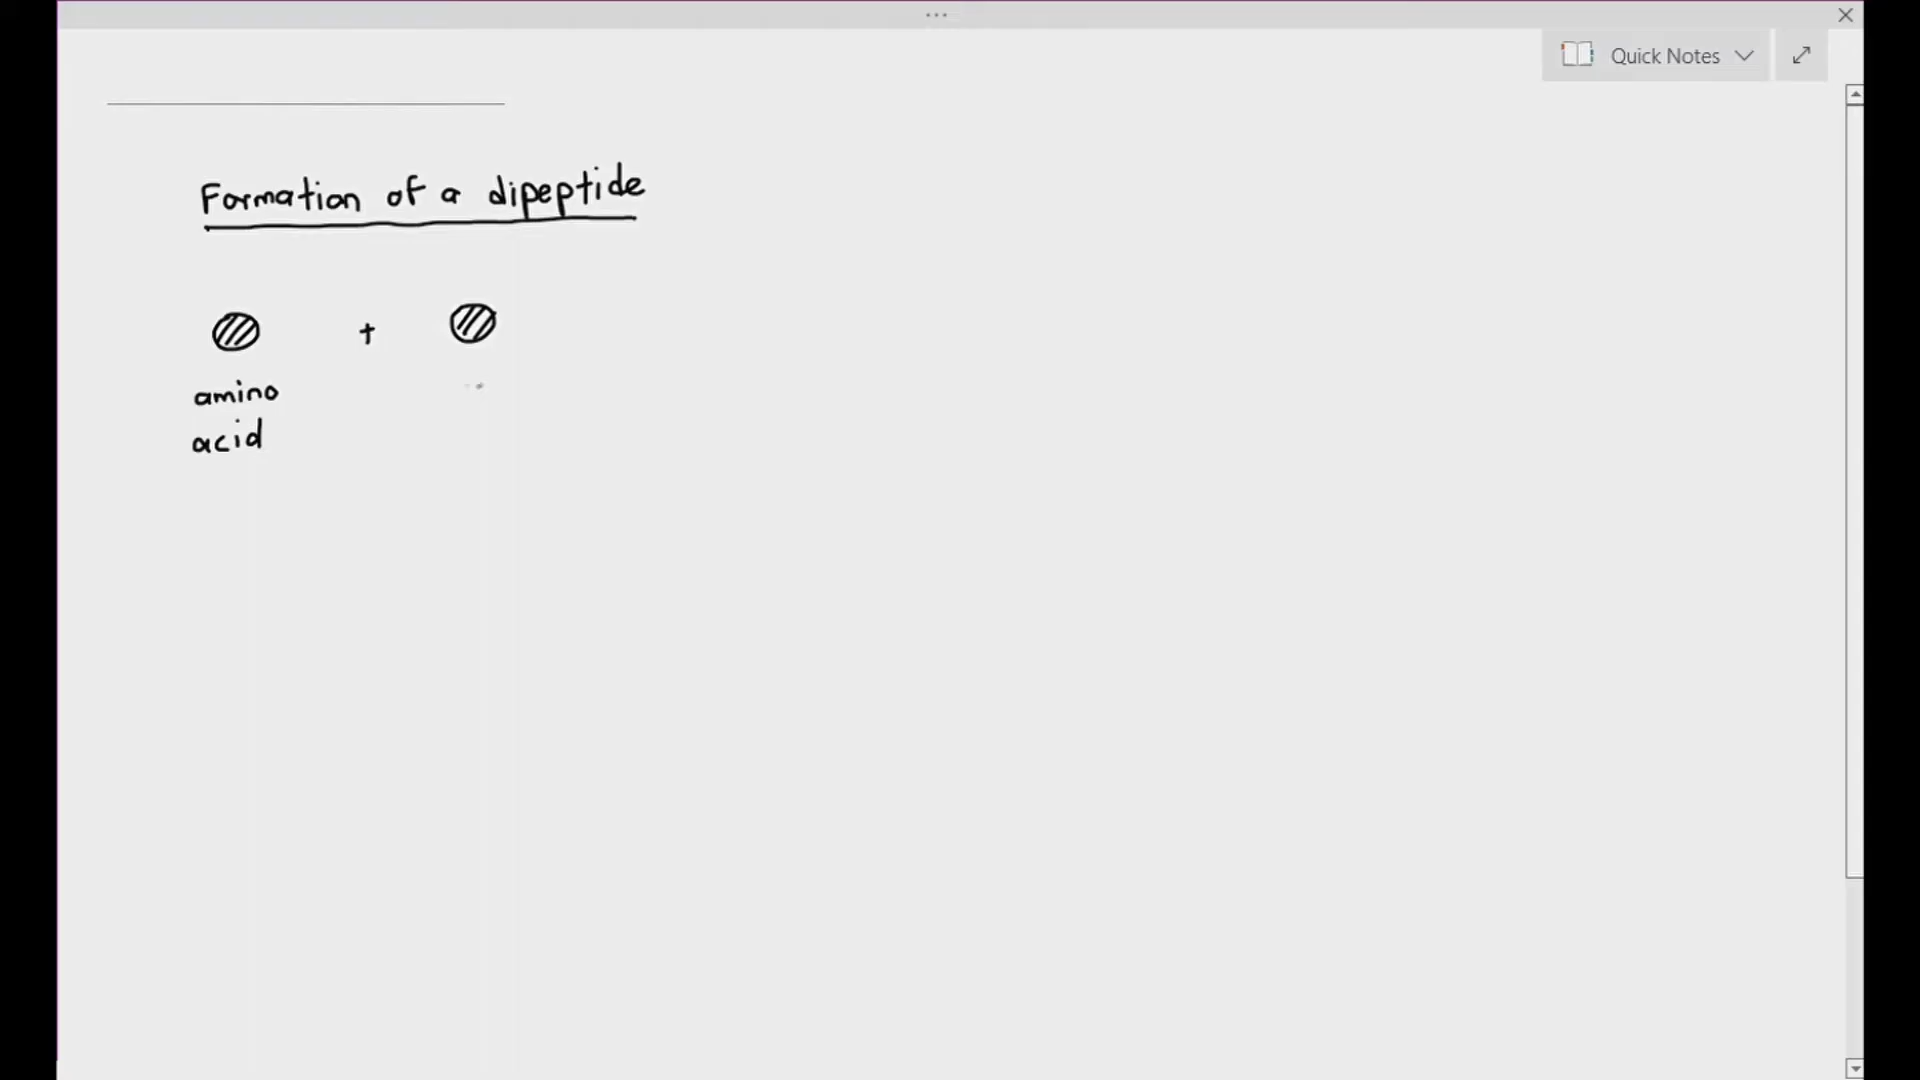 Quick Notes
Formation of a dipeptide
+
amino
acid